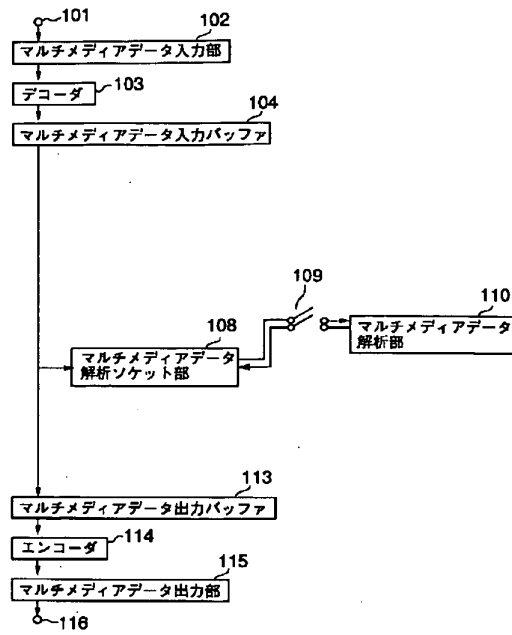 101
102
マルチメディアデータ入力部
103
デコーダ
104
マルチメディアデータ入力バッファ
109
110
マルチメディアデータ
解析部
108
マルチメディアデータ
解析ソケット部
113
マルチメディアデータ出力バッファ
114
エンコーダ
115
マルチメディアデータ出力部
116